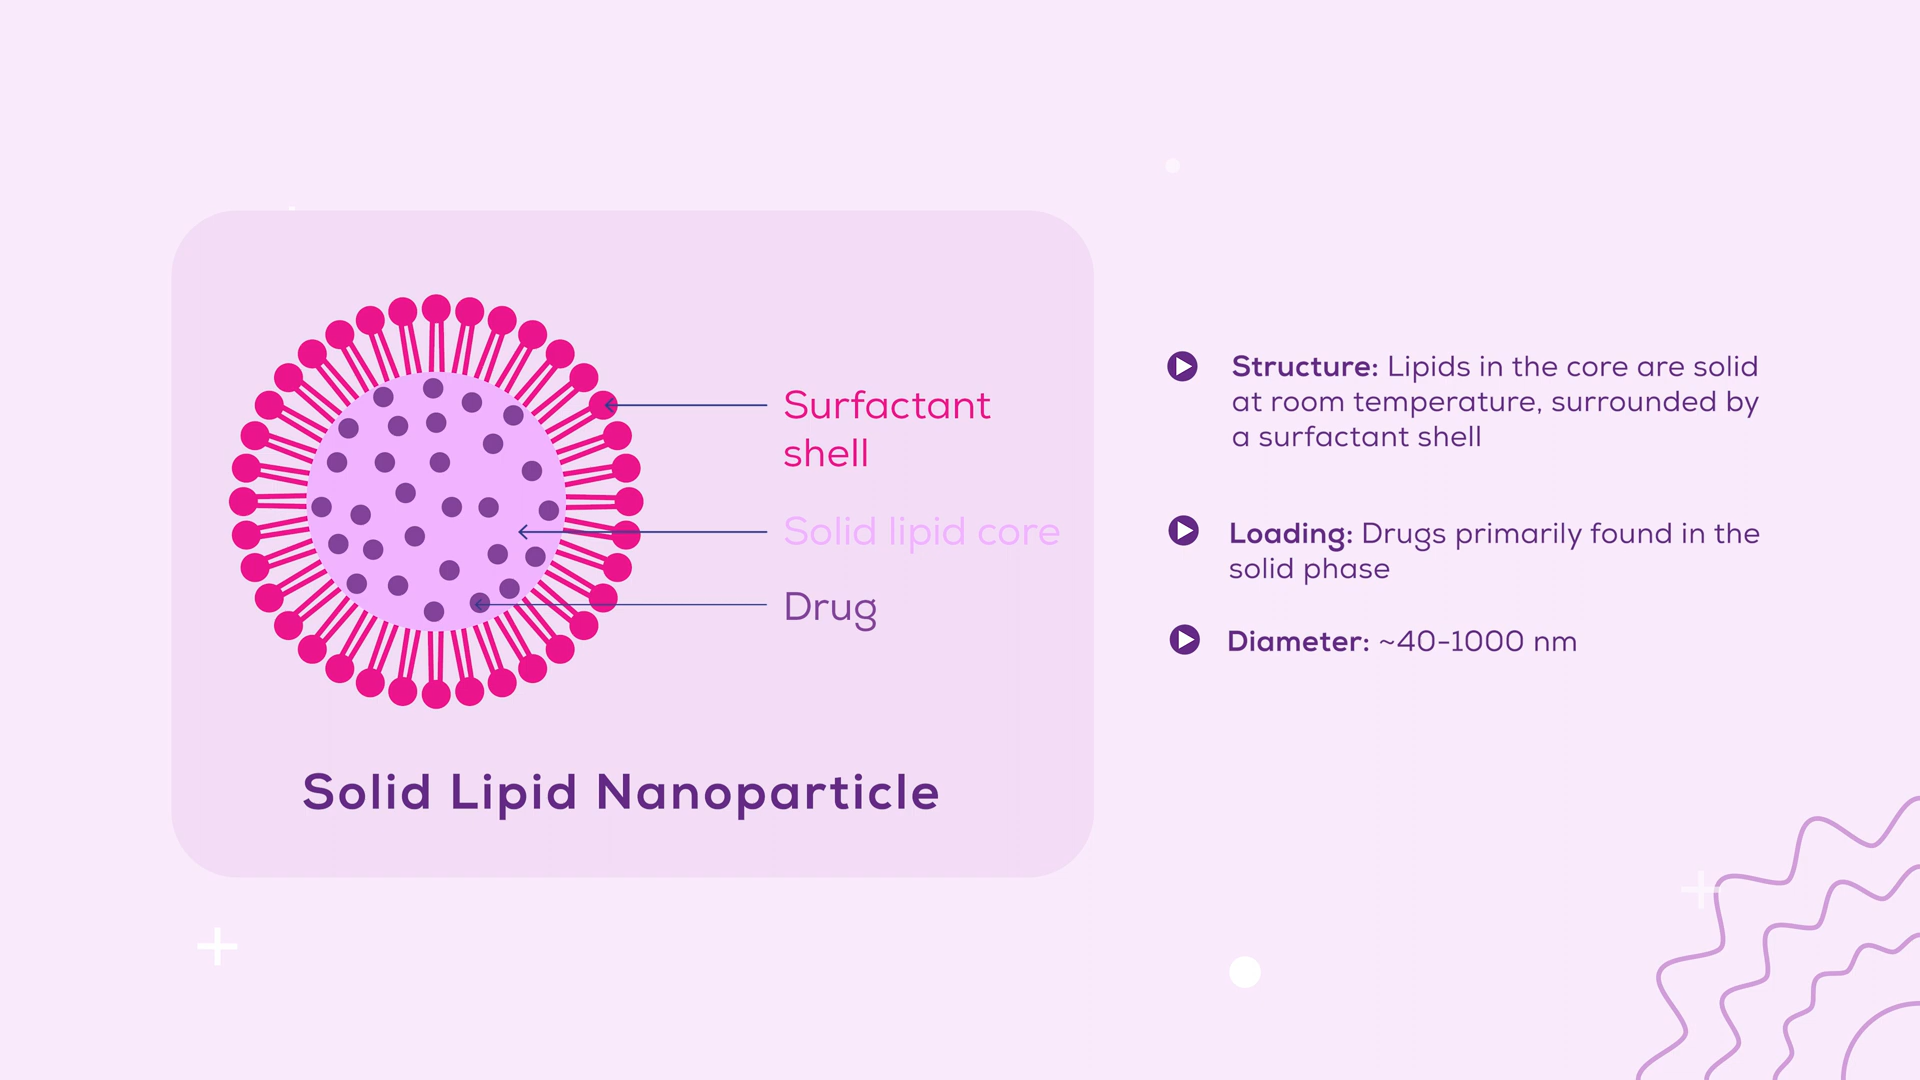 Surfactant
shell
Solid lipid core
Drug
Solid Lipid Nanoparticle
Structure: Lipids in the core are solid
at room temperature, surrounded by
a surfactant shell
Loading: Drugs primarily found in the
solid phase
Diameter: ~40-1000 nm